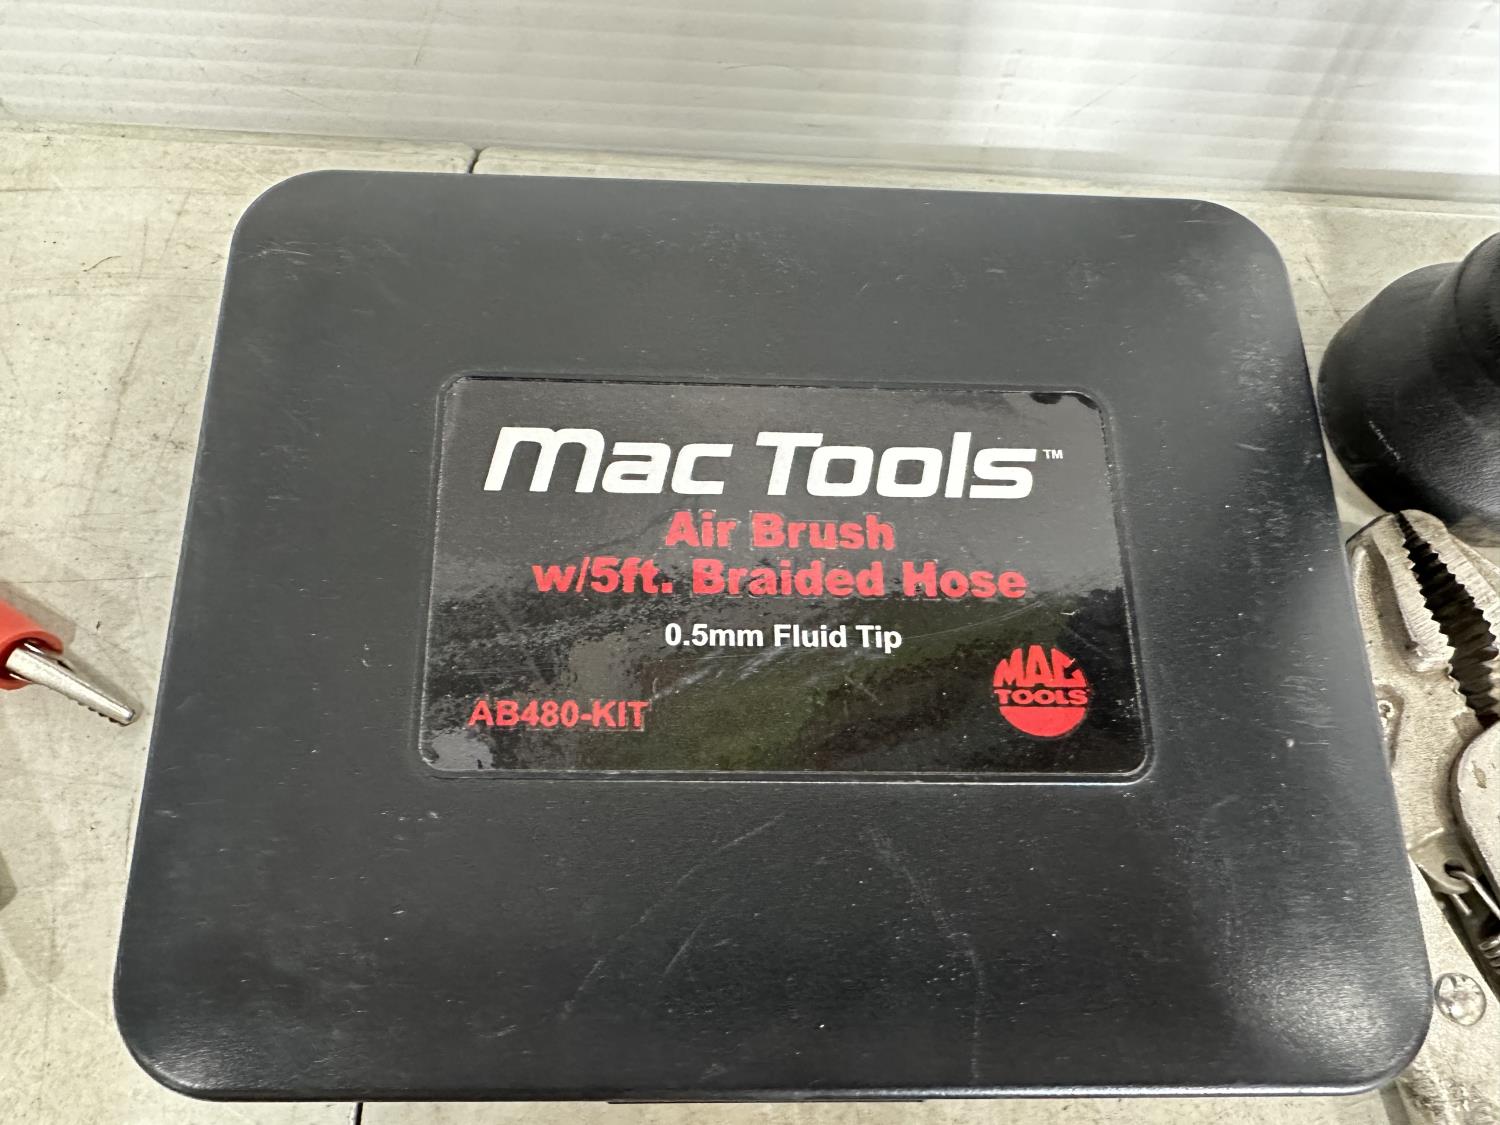 Mac Tools™
Air Brush
w/5ft. Braided Hose
0.5mm Fluid Tip
AB480-KIT
MAC
TOOLS